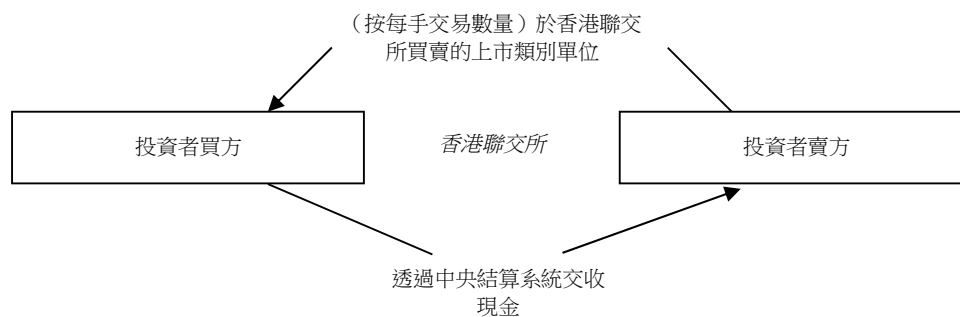 （按每手交易數量）於香港聯交
所買賣的上市類別單位
投資者買方
香港聯交所
投資者賣方
透過中央結算系統交收
現金